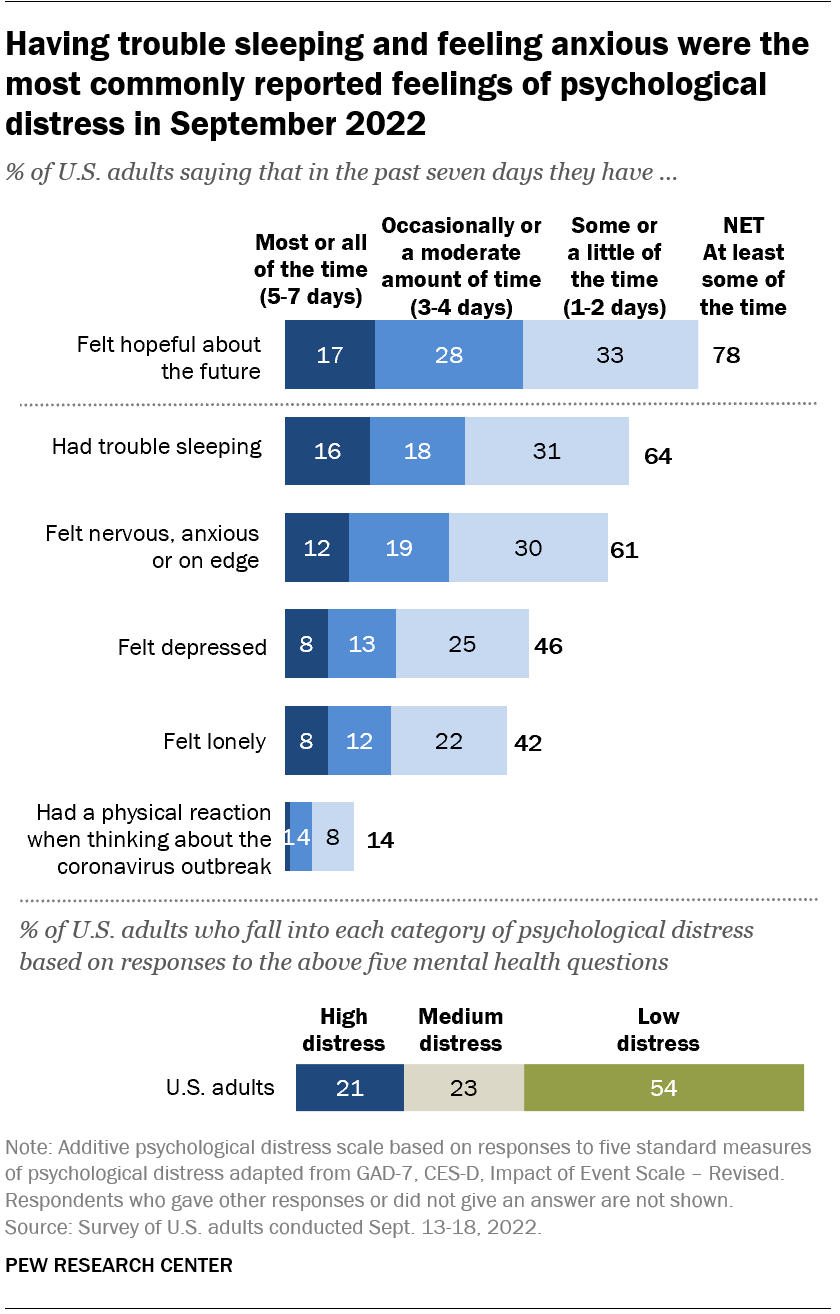 Having trouble sleeping and feeling anxious were the
most commonly reported feelings of psychological
distress in September 2022
% of U.S. adults saying that in the past seven days they have ...
Most or all
of the time
(5-7 days)
Occasionally or
a moderate
amount of time
(3-4 days)
Some or
a little of
the time
(1-2 days)
NET
At least
some of
the time
Felt hopeful about
the future
17 28 33 78
Had trouble sleeping
16 18 31 64
Felt nervous, anxious
or on edge
12 19 30 61
Felt depressed
8 13 25 46
Felt lonely
8 12 22 42
Had a physical reaction
when thinking about the
coronavirus outbreak
1 4 8 14
% of U.S. adults who fall into each category of psychological distress
based on responses to the above five mental health questions
High
distress
Medium
distress
Low
distress
U.S. adults
21 23 54
Note: Additive psychological distress scale based on responses to five standard measures
of psychological distress adapted from GAD-7, CES-D, Impact of Event Scale – Revised.
Respondents who gave other responses or did not give an answer are not shown.
Source: Survey of U.S. adults conducted Sept. 13-18, 2022.
PEW RESEARCH CENTER